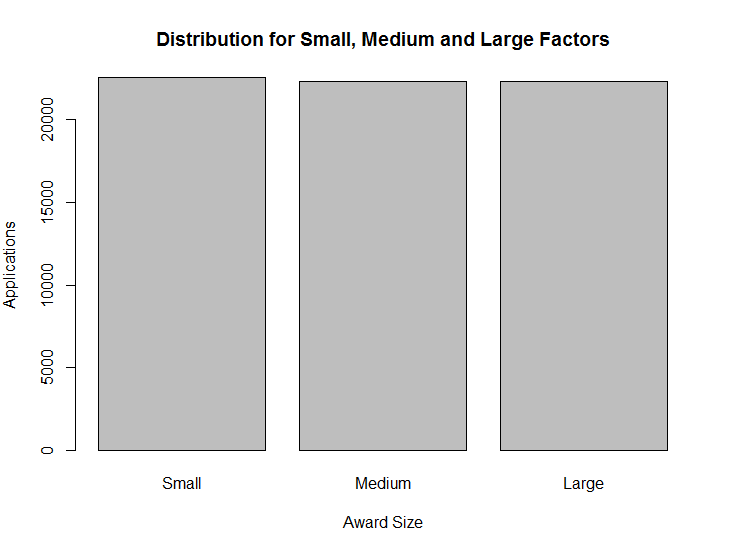 Distribution for Small, Medium and Large Factors
Applications
20000
15000
10000
5000
0
Small Medium Large
Award Size